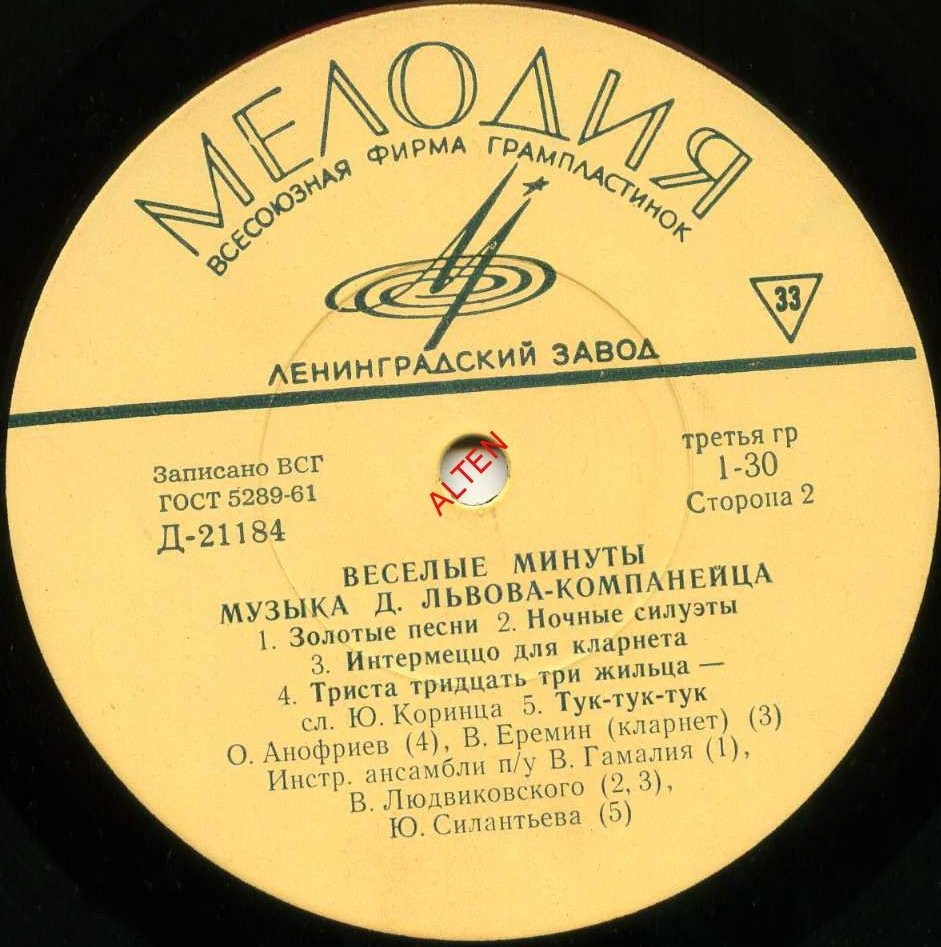 МЕЛОДИЯ
ВСЕСОЮЗНАЯ ФИРМА ГРАМПЛАСТИНОК
33
ЛЕНИНГРАДСКИЙ ЗАВОД
Записано ВСГ
ГОСТ 5289-61
Д-21184
ALTEN
третья гр
1-30
Сторона 2
ВЕСЕЛЫЕ МИНУТЫ
МУЗЫКА Д. ЛЬВОВА-КОМПАНЕЙЦА
1. Золотые песни 2. Ночные силуэты
3. Интермеццо для кларнета
4. Триста тридцать три жильца —
сл. Ю. Коринца 5. Тук-тук-тук
О. Анофриев (4), В. Еремин (кларнет) (3)
Инстр. ансамбли п/у В. Гамалия (1),
В. Людвиковского (2, 3),
Ю. Силантьева (5)